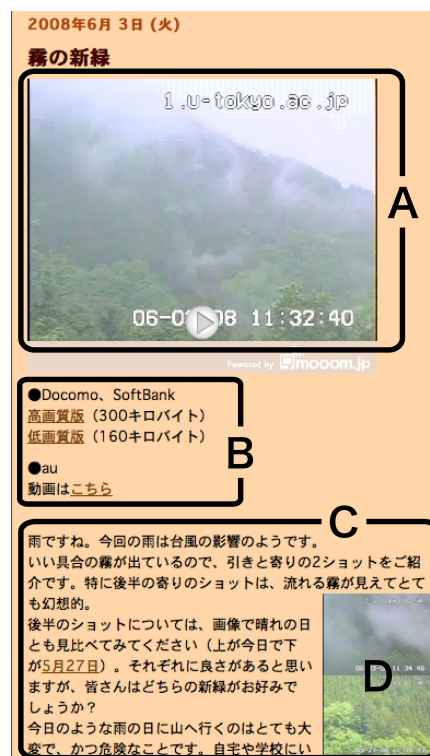 2008年6月 3日 (火)
霧の新緑
1.u-tokyo.ac.jp
A
11:32:40
Powered by mooom.jp
●Docomo、SoftBank
高画質版（300キロバイト）
低画質版（160キロバイト）
B
●au
動画はこちら
C
雨ですね。今回の雨は台風の影響のようです。
いい具合の霧が出ているので、引きと寄りの2ショットをご紹
介です。特に後半の寄りのショットは、流れる霧が見えてとて
も幻想的。
後半のショットについては、画像で晴れの日
とも見比べてみてください（上が今日で下
が5月27日）。それぞれに良さがあると思い
ますが、皆さんはどちらの新緑がお好みで
しょうか？
今日のような雨の日に山へ行くのはとても大
変で、かつ危険なことです。自宅や学校にい
D